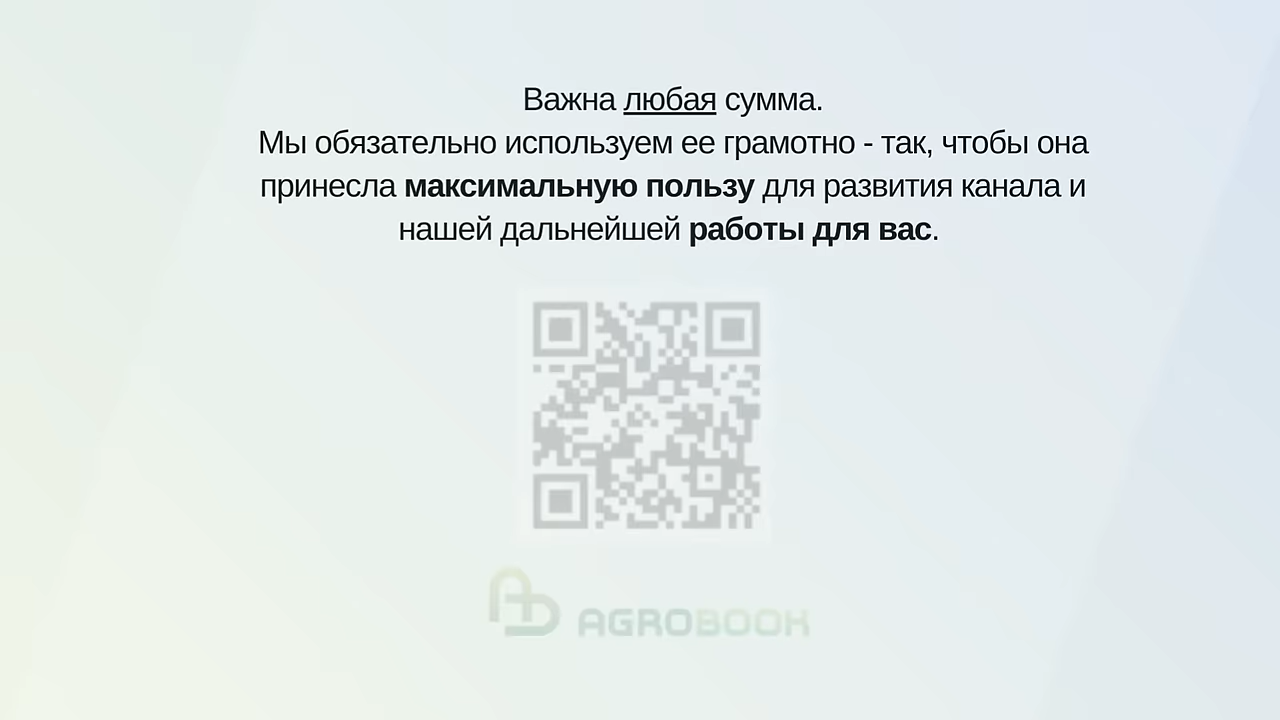 Важна любая сумма.
Мы обязательно используем ее грамотно - так, чтобы она
принесла максимальную пользу для развития канала и
нашей дальнейшей работы для вас.
AGROBOOK